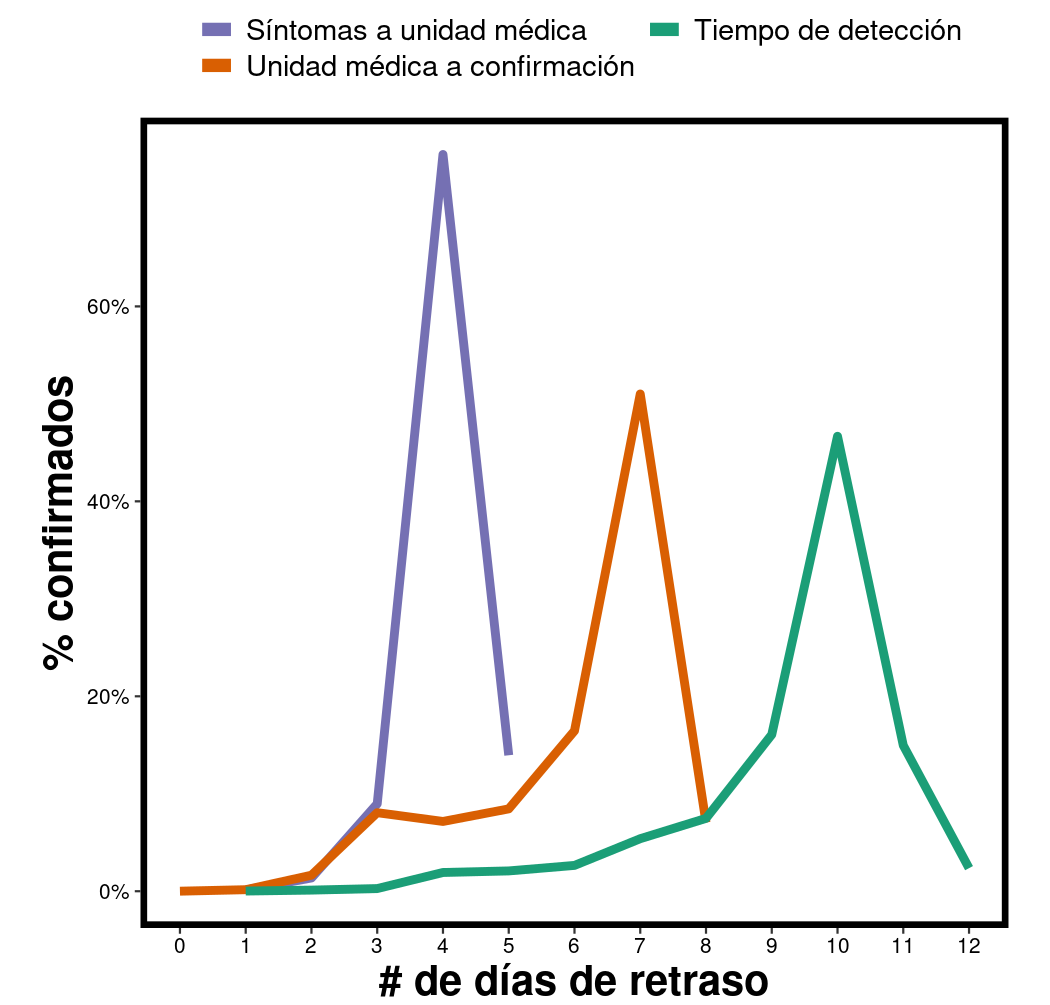 Síntomas a unidad médica
Tiempo de detección
Unidad médica a confirmación
% confirmados
60%
40%
20%
0%
0 1 2 3 4 5 6 7 8 9 10 11 12
# de días de retraso